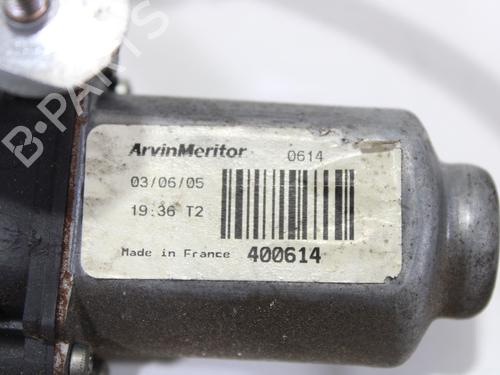 B-PARTS
ArvinMeritor 0614
03/06/05
19:36 T2
Made in France 400614